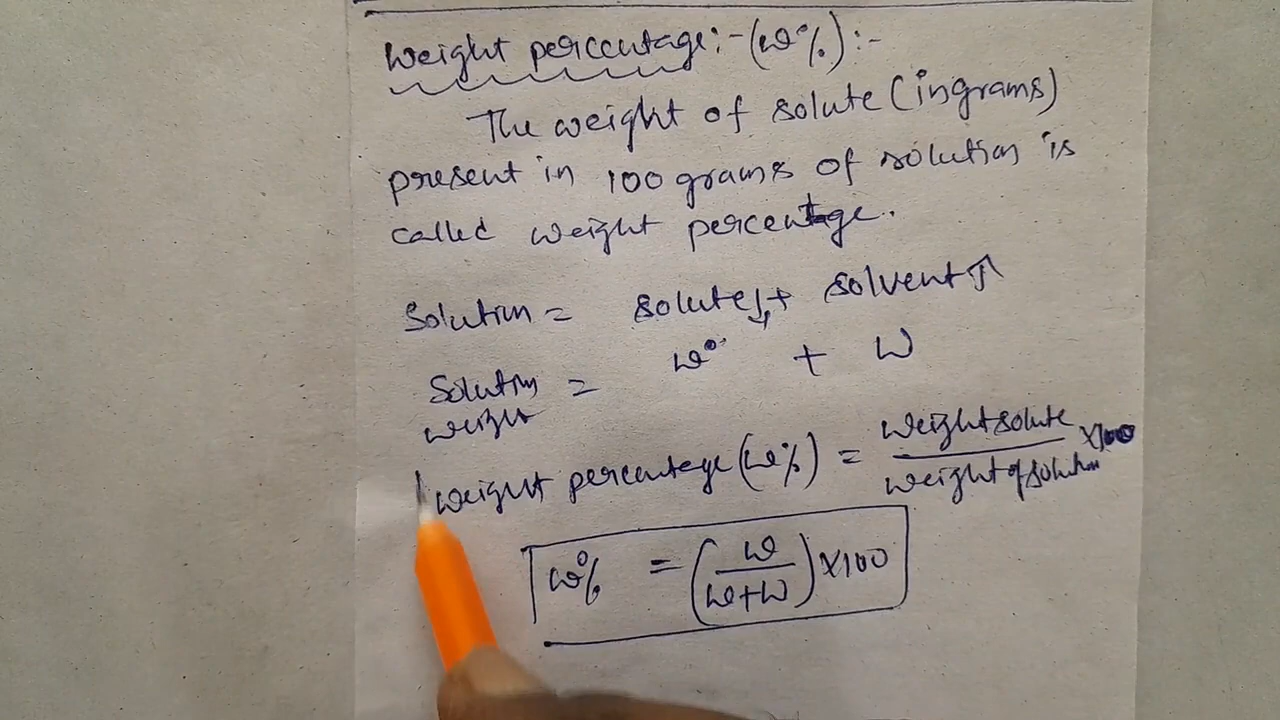 Weight percentage:-(w%):-
The weight of solute (in grams)
present in 100 grams of solution is
called weight percentage.
Solution = solute + solvent
Solution weight = w + W
Weight percentage (w%) = weight solute / weight of solution x100
w% = (w / w+W) x100